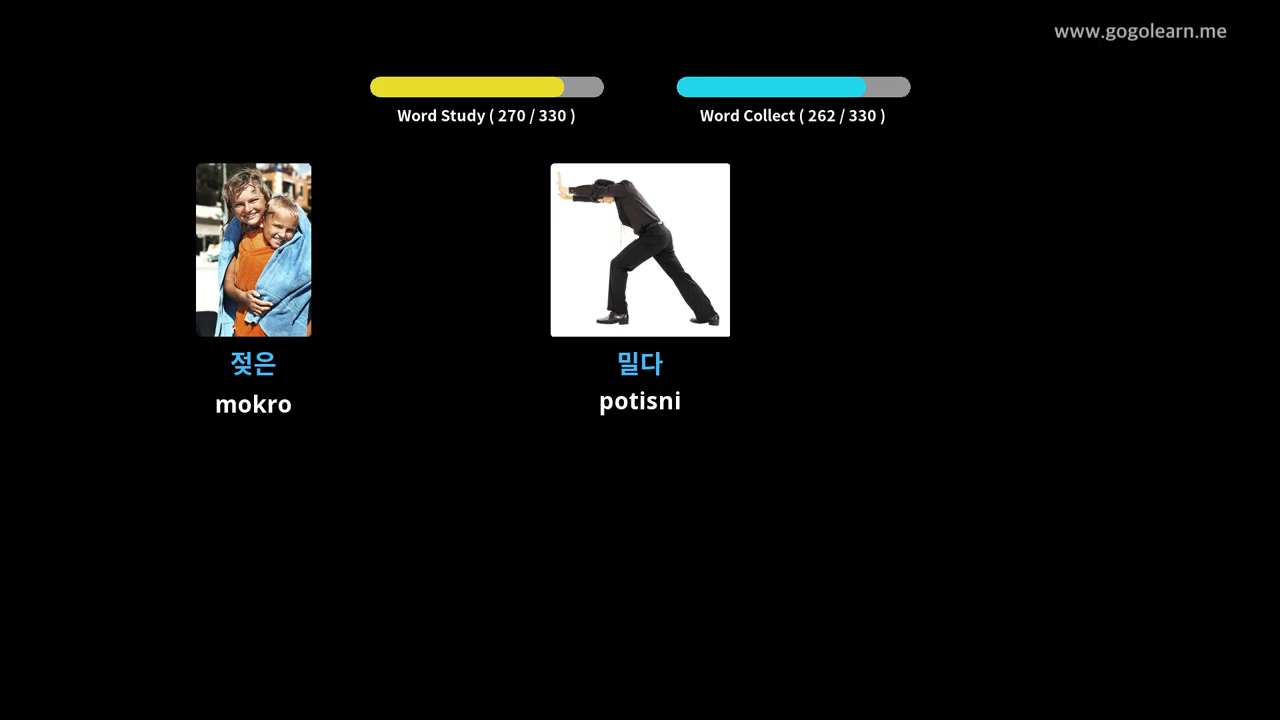 www.gogolearn.me
Word Study ( 270 / 330 )
Word Collect ( 262 / 330 )
젖은
mokro
밀다
potisni